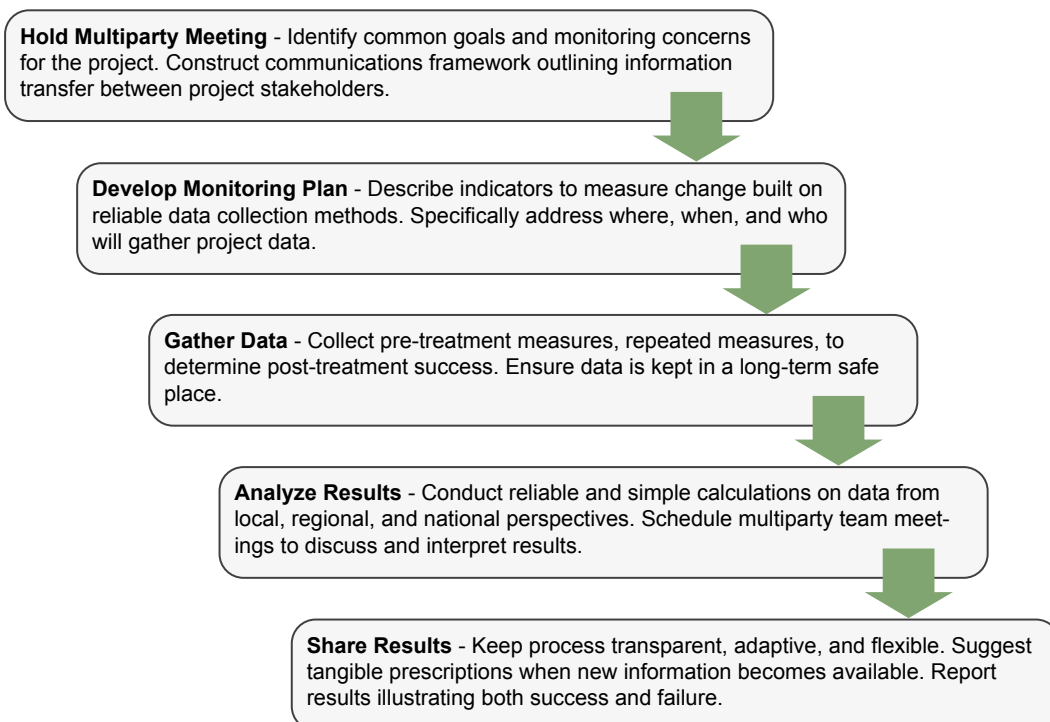 Hold Multiparty Meeting - Identify common goals and monitoring concerns
for the project. Construct communications framework outlining information
transfer between project stakeholders.
Develop Monitoring Plan - Describe indicators to measure change built on
reliable data collection methods. Specifically address where, when, and who
will gather project data.
Gather Data - Collect pre-treatment measures, repeated measures, to
determine post-treatment success. Ensure data is kept in a long-term safe
place.
Analyze Results - Conduct reliable and simple calculations on data from
local, regional, and national perspectives. Schedule multiparty team meet-
ings to discuss and interpret results.
Share Results - Keep process transparent, adaptive, and flexible. Suggest
tangible prescriptions when new information becomes available. Report
results illustrating both success and failure.